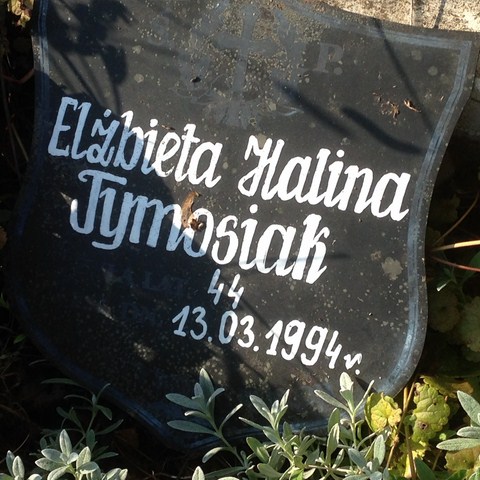 P.
Elżbieta Halina
Tymosiak
44
13.03.1994 r.